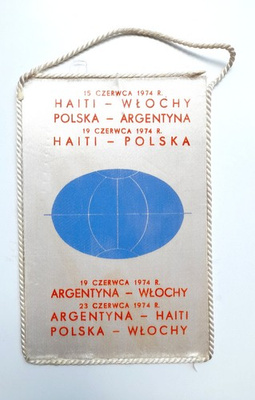 15 CZERWCA 1974 R.
HAITI – WŁOCHY
POLSKA – ARGENTYNA
19 CZERWCA 1974 R.
HAITI – POLSKA
19 CZERWCA 1974 R.
ARGENTYNA – WŁOCHY
23 CZERWCA 1974 R.
ARGENTYNA – HAITI
POLSKA – WŁOCHY